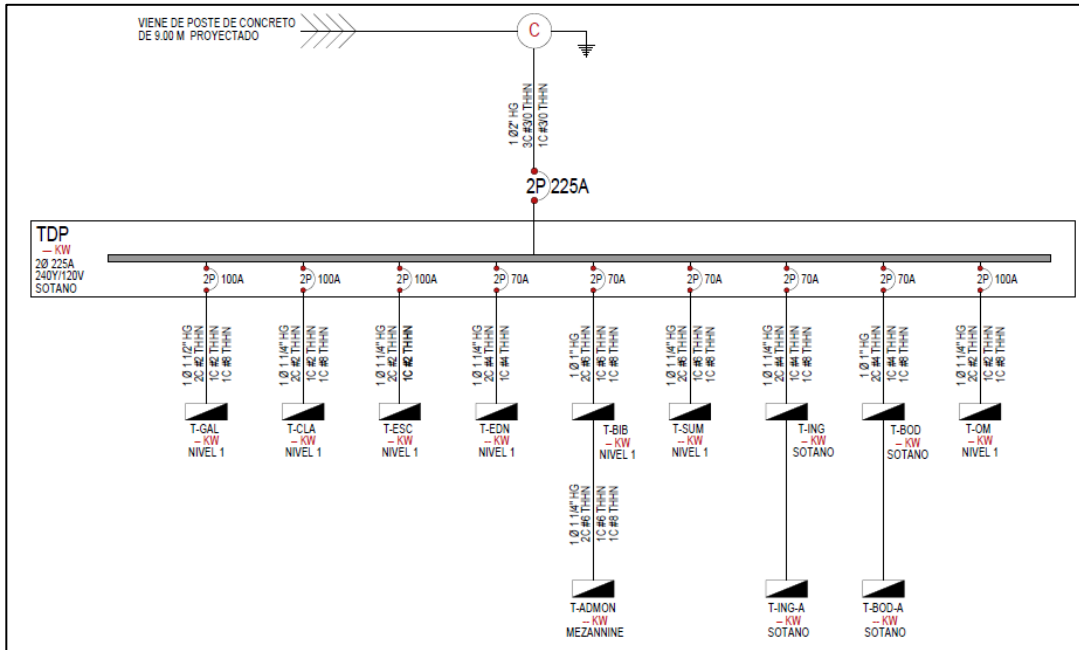 VIENE DE POSTE DE CONCRETO
DE 9.00 M PROYECTADO
C
1 Ø2" HG
3C #3/0 THHN
1C #3/0 THHN
2P 225A
TDP
-- KW
2Ø 225A
240Y/120V
SOTANO
2P 100A
2P 100A
2P 100A
2P 70A
2P 70A
2P 70A
2P 70A
2P 70A
2P 100A
1 Ø 1 1/2" HG
2C #2 THHN
1C #2 THHN
1C #8 THHN
1 Ø 1 1/4" HG
2C #2 THHN
1C #2 THHN
1C #8 THHN
1 Ø 1 1/4" HG
2C #2 THHN
1C #2 THHN
1 Ø 1 1/4" HG
2C #4 THHN
1C #4 THHN
1 Ø 1" HG
2C #6 THHN
1C #6 THHN
1C #8 THHN
1 Ø 1 1/4" HG
2C #6 THHN
1C #6 THHN
1C #8 THHN
1 Ø 1 1/4" HG
2C #4 THHN
1C #4 THHN
1C #8 THHN
1 Ø 1" HG
2C #4 THHN
1C #4 THHN
1C #8 THHN
1 Ø 1 1/4" HG
2C #2 THHN
1C #2 THHN
1C #8 THHN
T-GAL
-- KW
NIVEL 1
T-CLA
-- KW
NIVEL 1
T-ESC
-- KW
NIVEL 1
T-EDN
-- KW
NIVEL 1
T-BIB
-- KW
NIVEL 1
T-SUM
-- KW
NIVEL 1
T-ING
-- KW
SOTANO
T-BOD
-- KW
SOTANO
T-OM
-- KW
NIVEL 1
1 Ø 1 1/4" HG
2C #6 THHN
1C #6 THHN
1C #8 THHN
T-ADMON
-- KW
MEZANNINE
T-ING-A
-- KW
SOTANO
T-BOD-A
-- KW
SOTANO